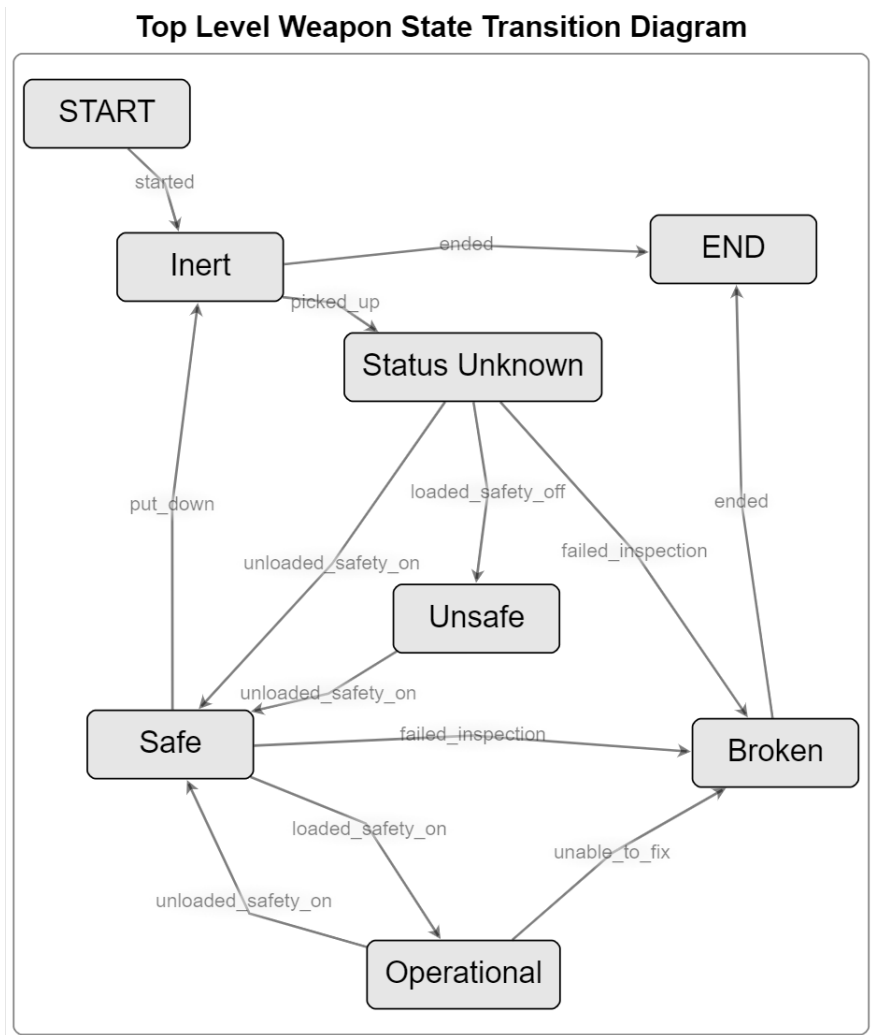 Top Level Weapon State Transition Diagram
START
started
Inert
ended
END
picked_up
Status Unknown
put_down
loaded_safety_off
ended
unloaded_safety_on
failed_inspection
Unsafe
unloaded_safety_on
Safe
failed_inspection
Broken
loaded_safety_on
unable_to_fix
unloaded_safety_on
Operational